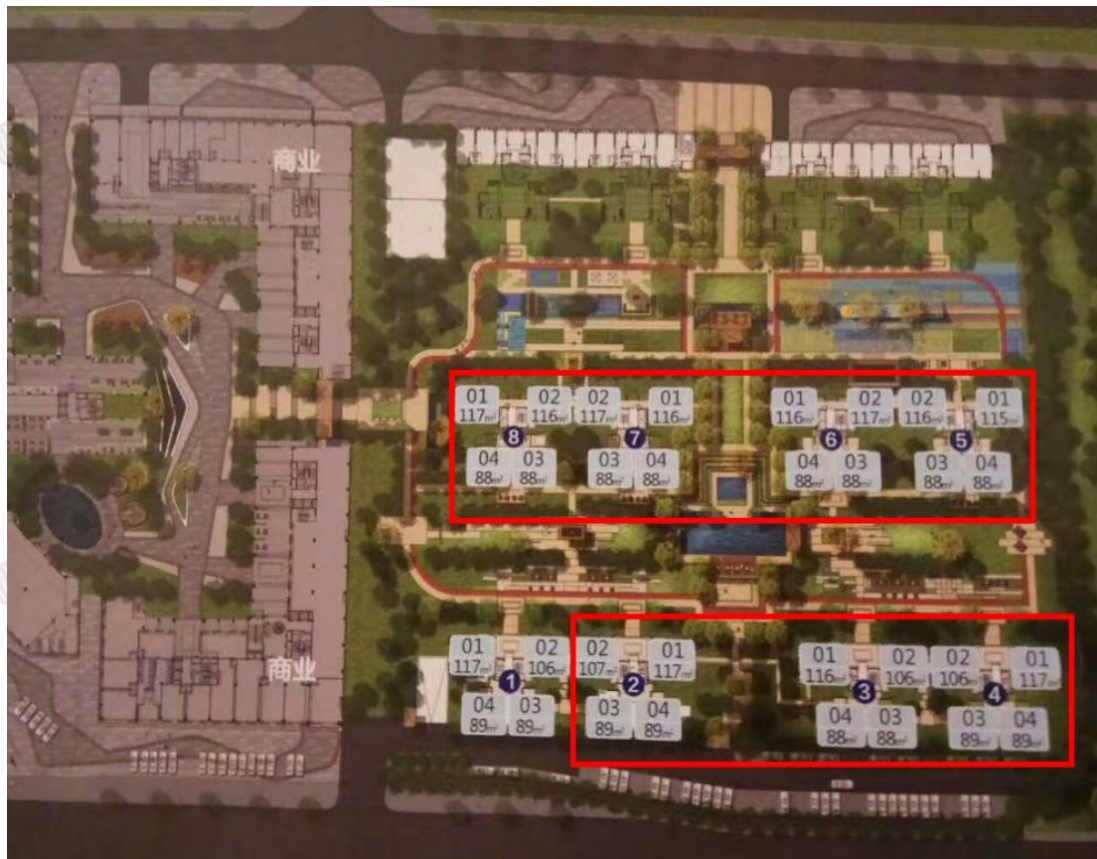 商业
01 02 02 01 01 02 02 01
117m² 116m² 117m² 116m² 116m² 117m² 116m² 115m²
8 7 6 5
04 03 03 04 04 03 03 04
88m² 88m² 88m² 88m² 88m² 88m² 88m² 88m²
01 02 02 01 01 02 02 01
117m² 106m² 107m² 117m² 116m² 106m² 106m² 117m²
商业
1 2 3 4
04 03 03 04 04 03 03 04
89m² 89m² 89m² 89m² 88m² 88m² 89m² 89m²